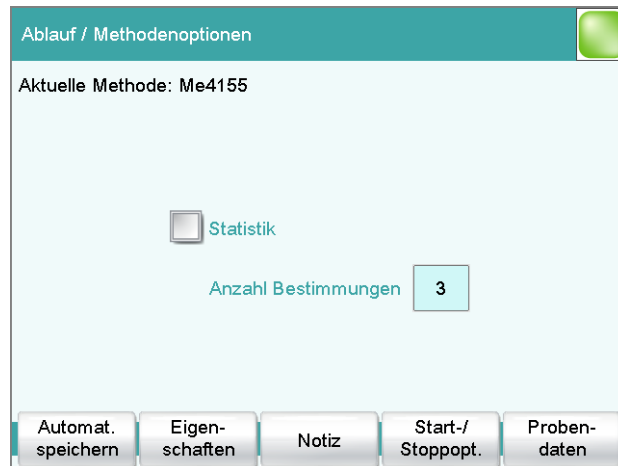 Ablauf / Methodenoptionen
Aktuelle Methode: Me4155
Statistik
Anzahl Bestimmungen 3
Automat.
speichern
Eigen-
schaften
Notiz
Start-/
Stoppopt.
Proben-
daten